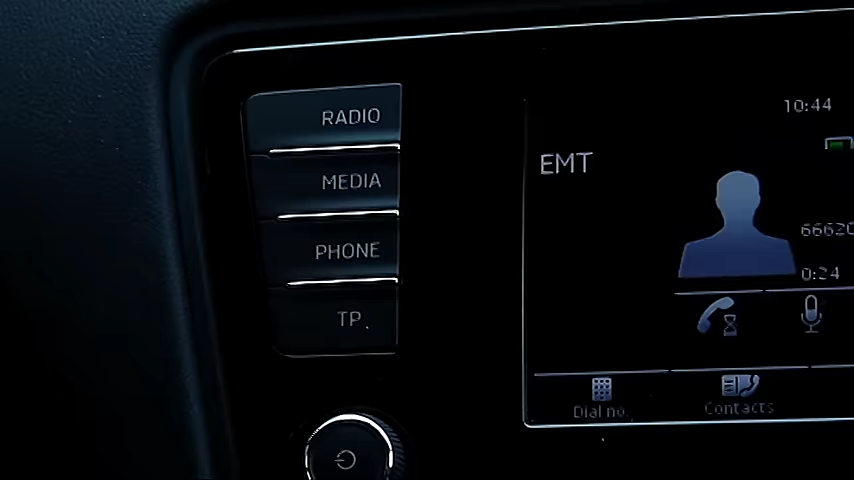 RADIO
MEDIA
PHONE
TP
10:44
EMT
66620
0:24
Dial no.
Contacts